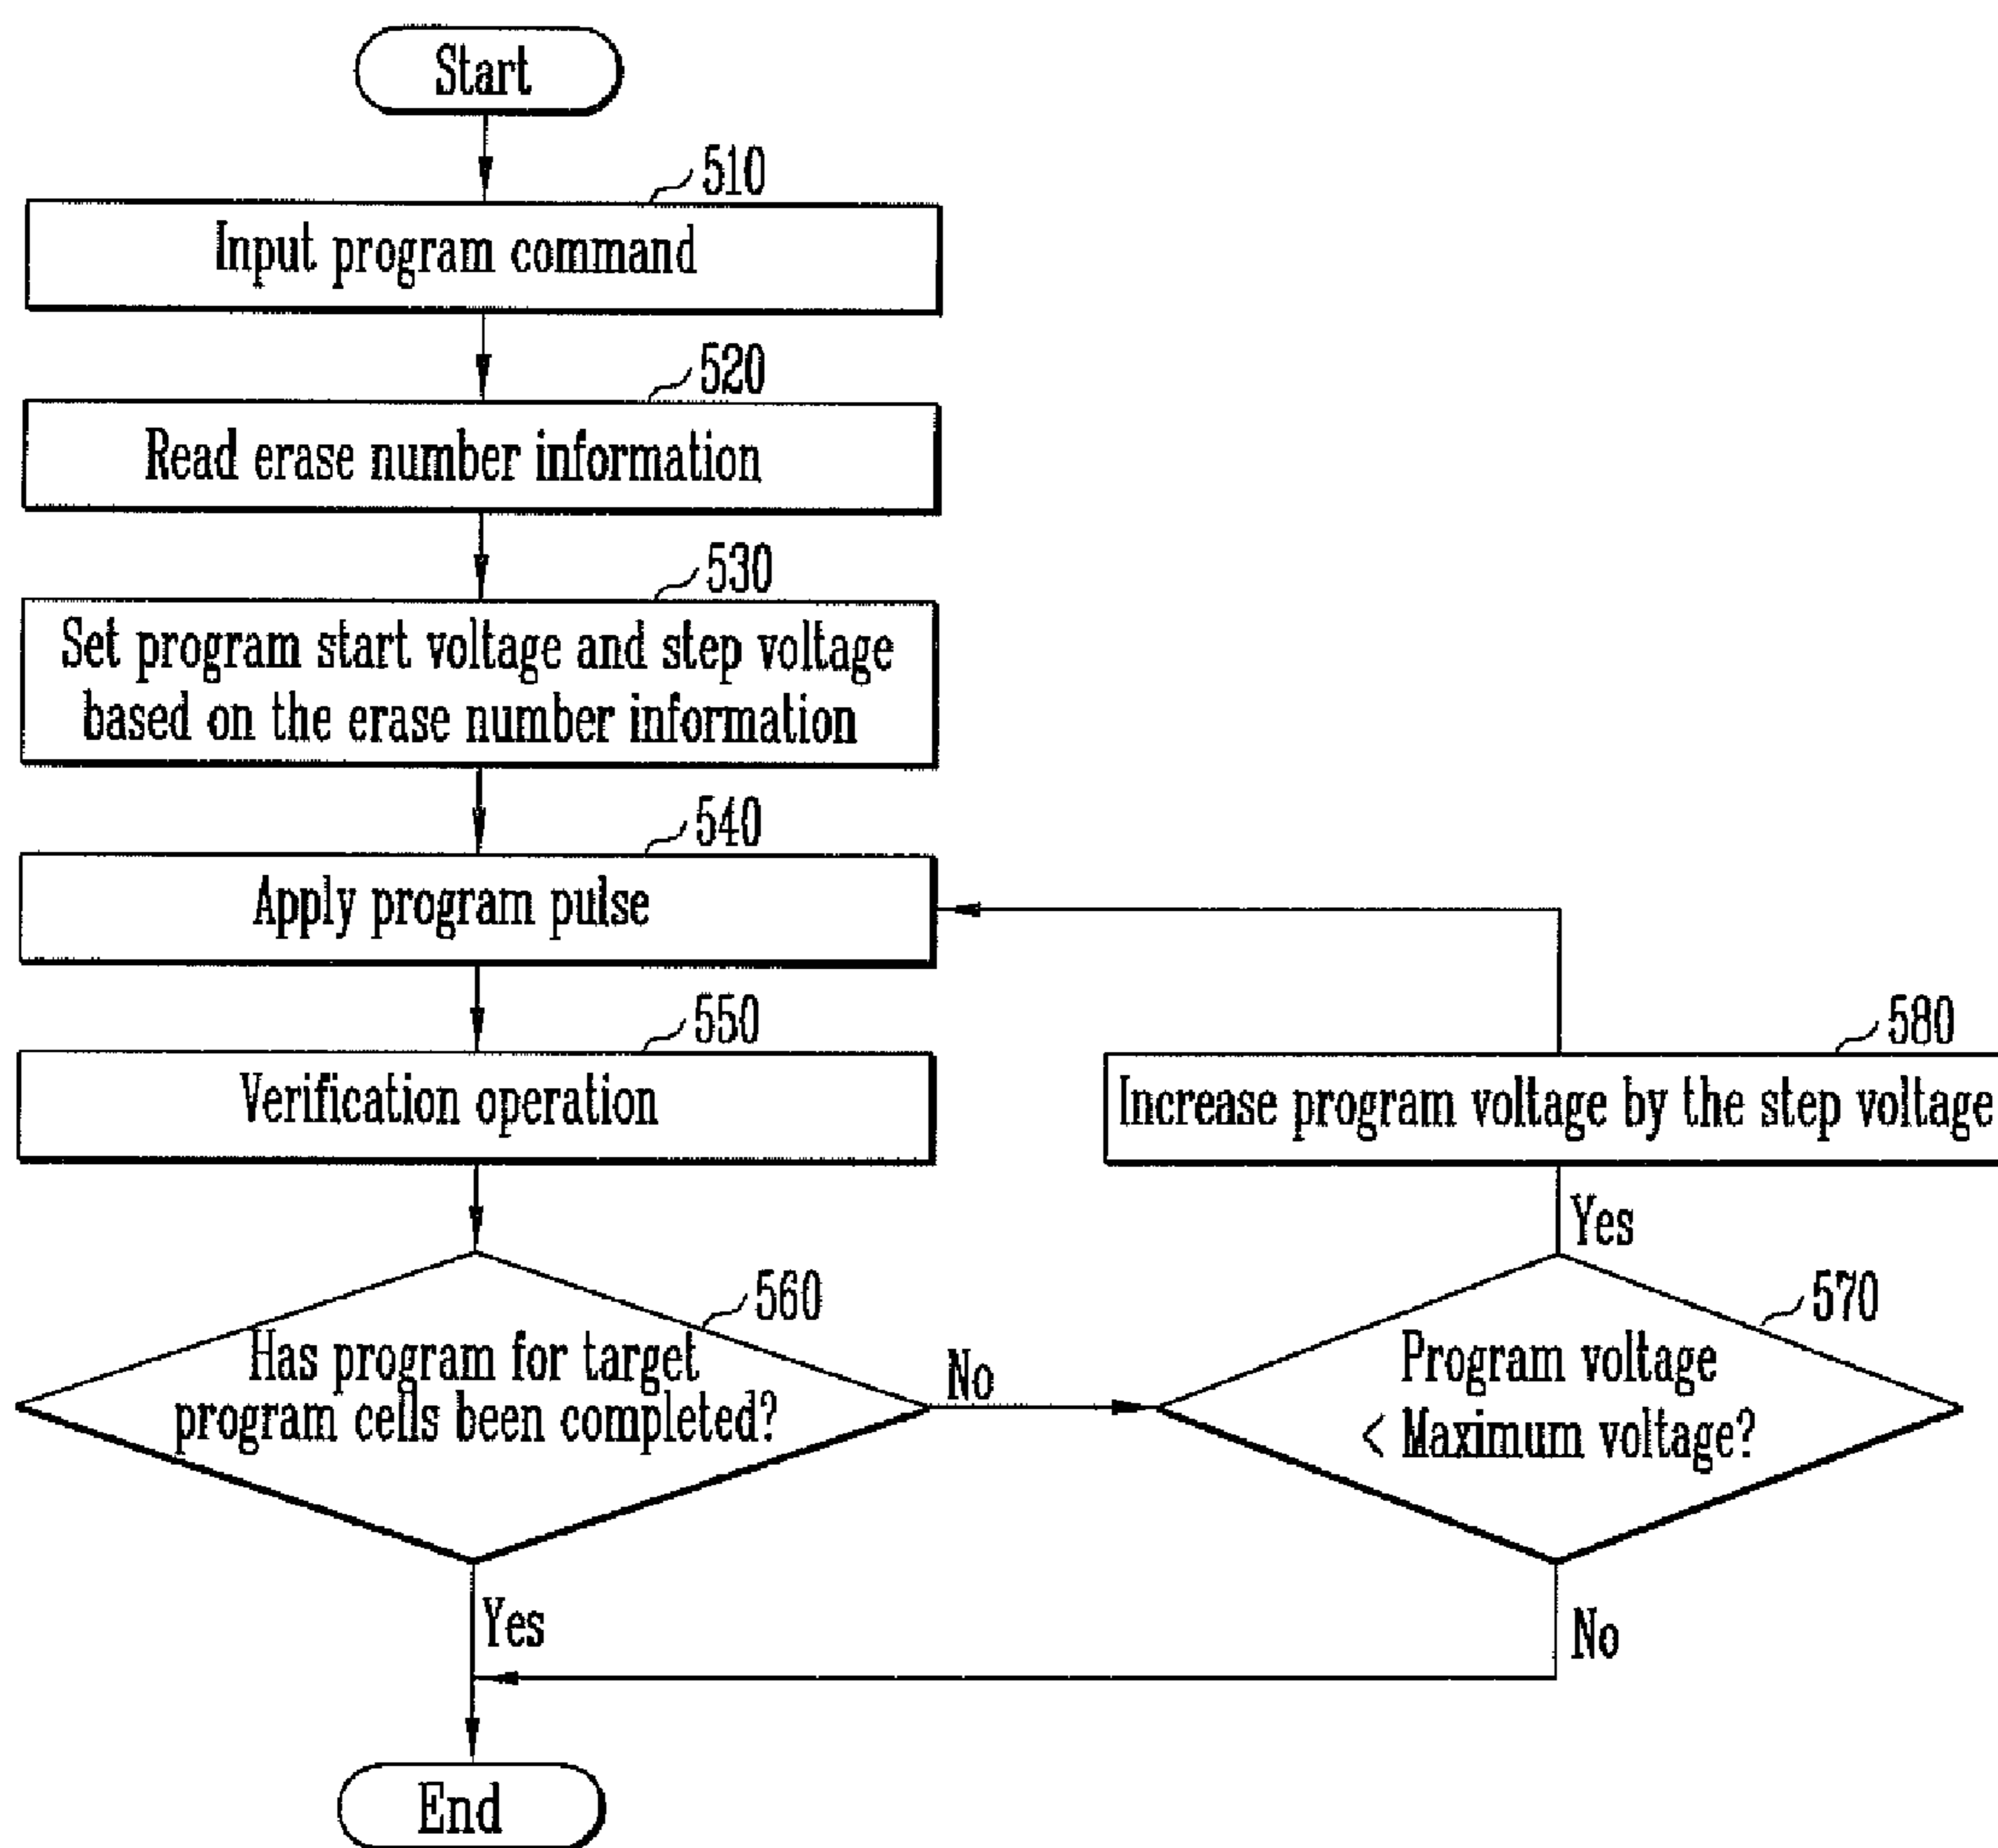 Start
510
Input program command
520
Read erase number information
530
Set program start voltage and step voltage
based on the erase number information
540
Apply program pulse
550
Verification operation
580
Increase program voltage by the step voltage
Yes
560
Has program for target
program cells been completed?
No
570
Program voltage
< Maximum voltage?
Yes
No
End